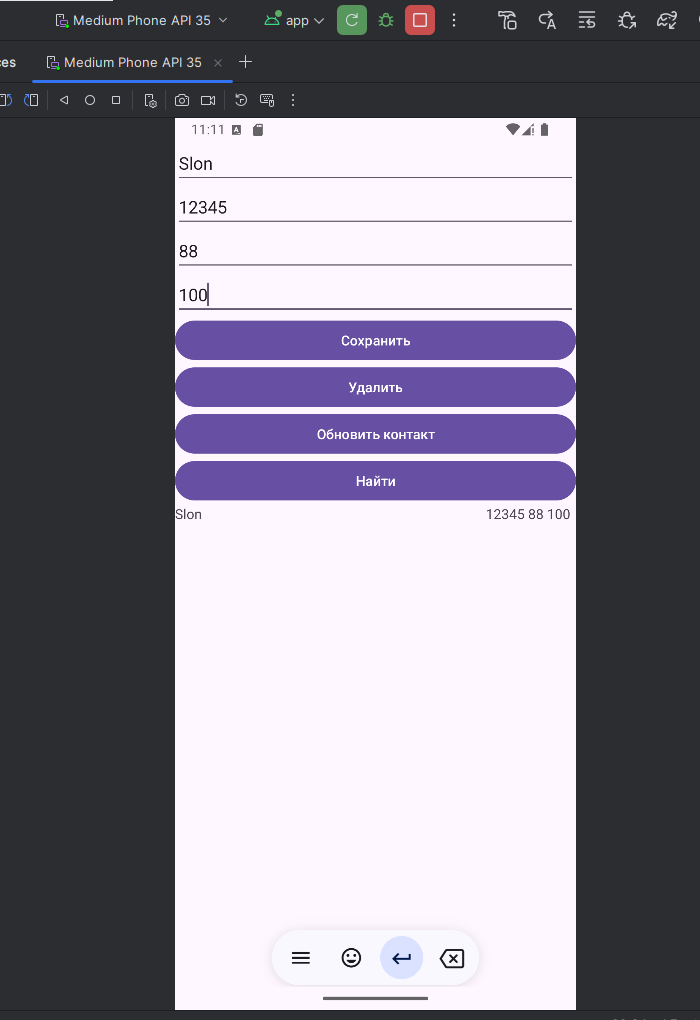 Medium Phone API 35 app
es Medium Phone API 35
11:11
Slon
12345
88
100
Сохранить
Удалить
Обновить контакт
Найти
Slon 12345 88 100